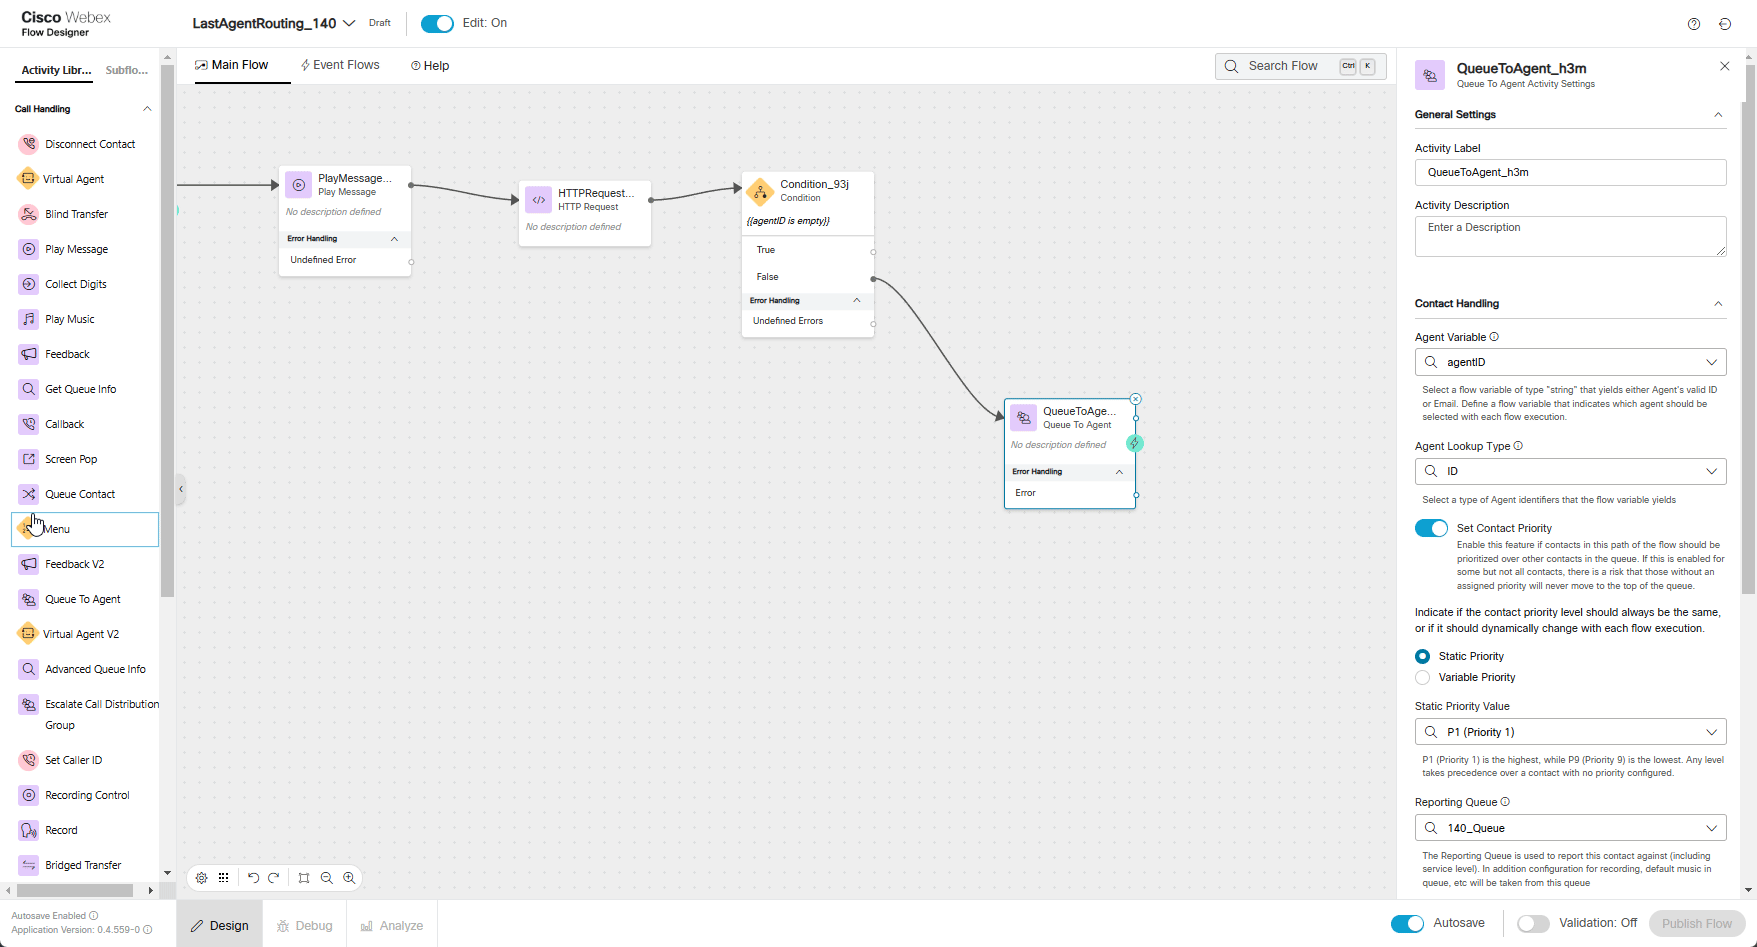 Cisco Webex
Flow Designer
LastAgentRouting_140
Draft
Edit: On
Activity Libr...
Subflo...
Main Flow
Event Flows
Help
Search Flow
Ctrl
K
Call Handling
Disconnect Contact
Virtual Agent
Blind Transfer
Play Message
Collect Digits
Play Music
Feedback
Get Queue Info
Callback
Screen Pop
Queue Contact
Menu
Feedback V2
Queue To Agent
Virtual Agent V2
Advanced Queue Info
Escalate Call Distribution
Group
Set Caller ID
Recording Control
Record
Bridged Transfer
PlayMessage...
Play Message
No description defined
Error Handling
Undefined Error
HTTPRequest...
HTTP Request
No description defined
Condition_93j
Condition
{{agentID is empty}}
True
False
Error Handling
Undefined Errors
QueueToAge...
Queue To Agent
No description defined
Error Handling
Error
QueueToAgent_h3m
Queue To Agent Activity Settings
General Settings
Activity Label
QueueToAgent_h3m
Activity Description
Enter a Description
Contact Handling
Agent Variable
agentID
Select a flow variable of type "string" that yields either Agent's valid ID
or Email. Define a flow variable that indicates which agent should be
selected with each flow execution.
Agent Lookup Type
ID
Select a type of Agent identifiers that the flow variable yields
Set Contact Priority
Enable this feature if contacts in this path of the flow should be
prioritized over other contacts in the queue. If this is enabled for
some but not all contacts, there is a risk that those without an
assigned priority will never move to the top of the queue.
Indicate if the contact priority level should always be the same,
or if it should dynamically change with each flow execution.
Static Priority
Variable Priority
Static Priority Value
P1 (Priority 1)
P1 (Priority 1) is the highest, while P9 (Priority 9) is the lowest. Any level
takes precedence over a contact with no priority configured.
Reporting Queue
140_Queue
The Reporting Queue is used to report this contact against (including
service level). In addition configuration for recording, default music in
queue, etc will be taken from this queue
Autosave Enabled
Application Version: 0.4.559-0
Design
Debug
Analyze
Autosave
Validation: Off
Publish Flow